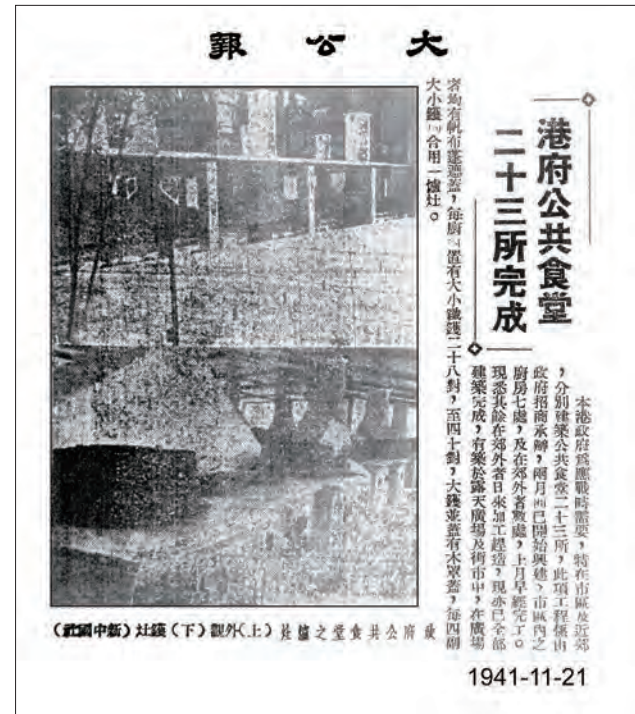 大公報
港府公共食堂
二十三所完成
本港政府為應戰時需要，特在市區及近郊
，分別建築公共食堂二十三所，此項工程係由
政府招商承辦，兩月前已開始興建，市區內之
廚房七處，及在郊外者數處，上月早經完工。
現悉其餘在郊外者日來加工趕造，現亦已全部
建築完成，有築於露天廣場及街市中，在廣場
者均有帆布蓬遮蓋，每廚房置有大小鐵鑊二十八對，至四十對，大鑊並蓋有木罩蓋，每四副
大小鑊，合用一爐灶。
政府公共食堂之爐灶（上）外觀（下）鑊灶（新中國社）
1941-11-21